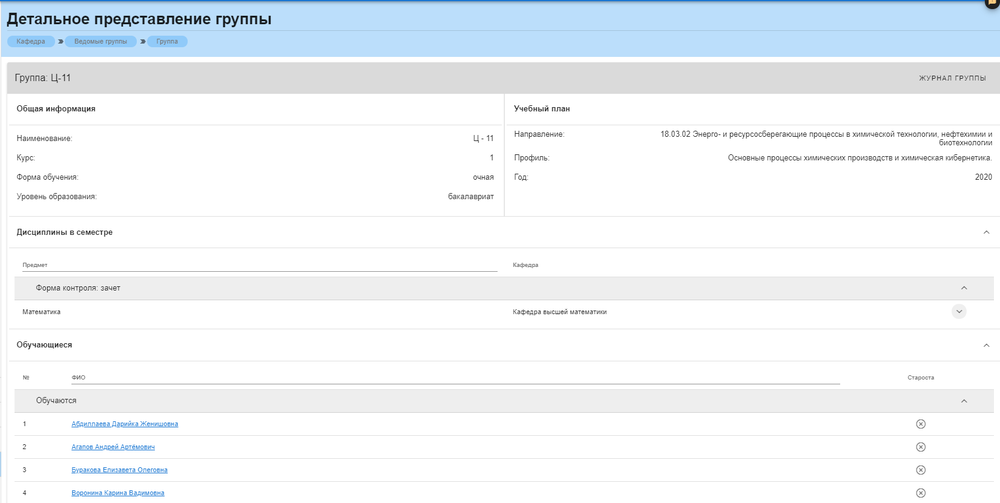 Детальное представление группы
Кафедра Ведомые группы Группа
Группа: Ц-11 ЖУРНАЛ ГРУППЫ
Общая информация
Наименование: Ц - 11
Курс: 1
Форма обучения: очная
Уровень образования: бакалавриат
Учебный план
Направление: 18.03.02 Энерго- и ресурсосберегающие процессы в химической технологии, нефтехимии и
биотехнологии
Профиль: Основные процессы химических производств и химическая кибернетика.
Год: 2020
Дисциплины в семестре
Предмет Кафедра
Форма контроля: зачет
Математика Кафедра высшей математики
Обучающиеся
№ ФИО Староста
Обучаются
1 Абдиллаева Дарийка Женишовна
2 Агапов Андрей Артёмович
3 Буракова Елизавета Олеговна
4 Воронина Карина Вадимовна